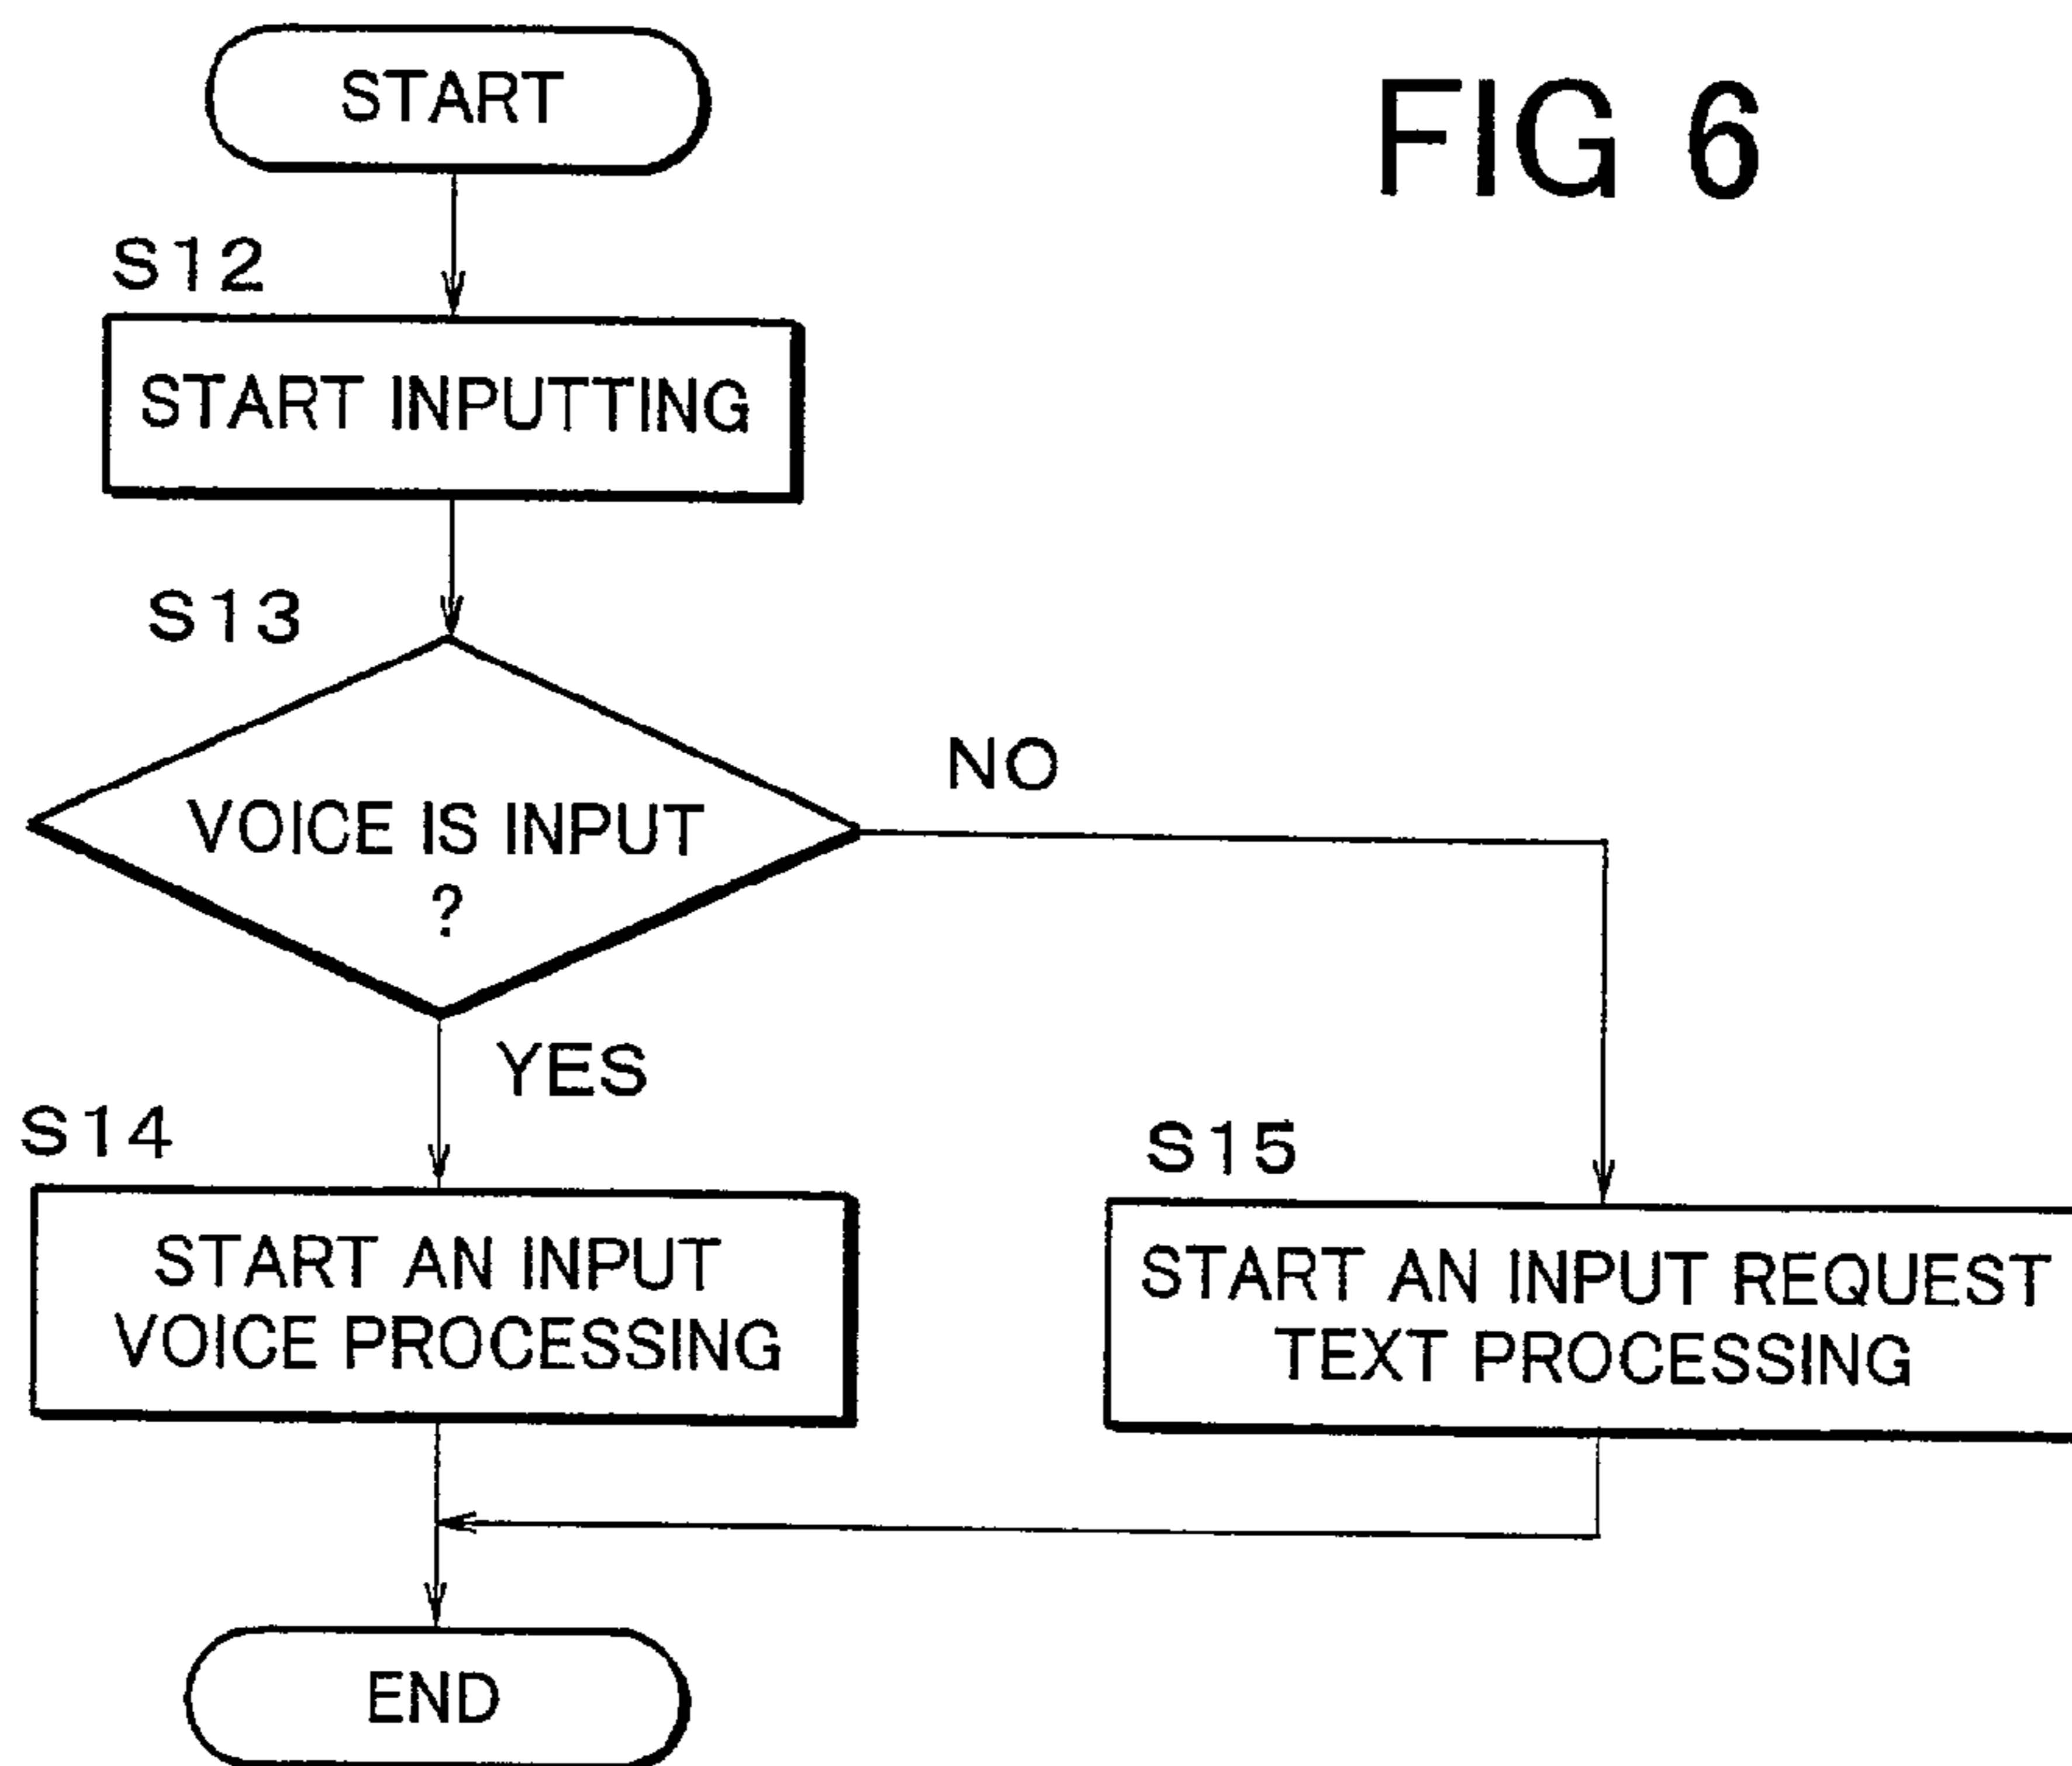 START
FIG 6
S12
START INPUTTING
S13
VOICE IS INPUT
?
NO
YES
S14
START AN INPUT
VOICE PROCESSING
S15
START AN INPUT REQUEST
TEXT PROCESSING
END